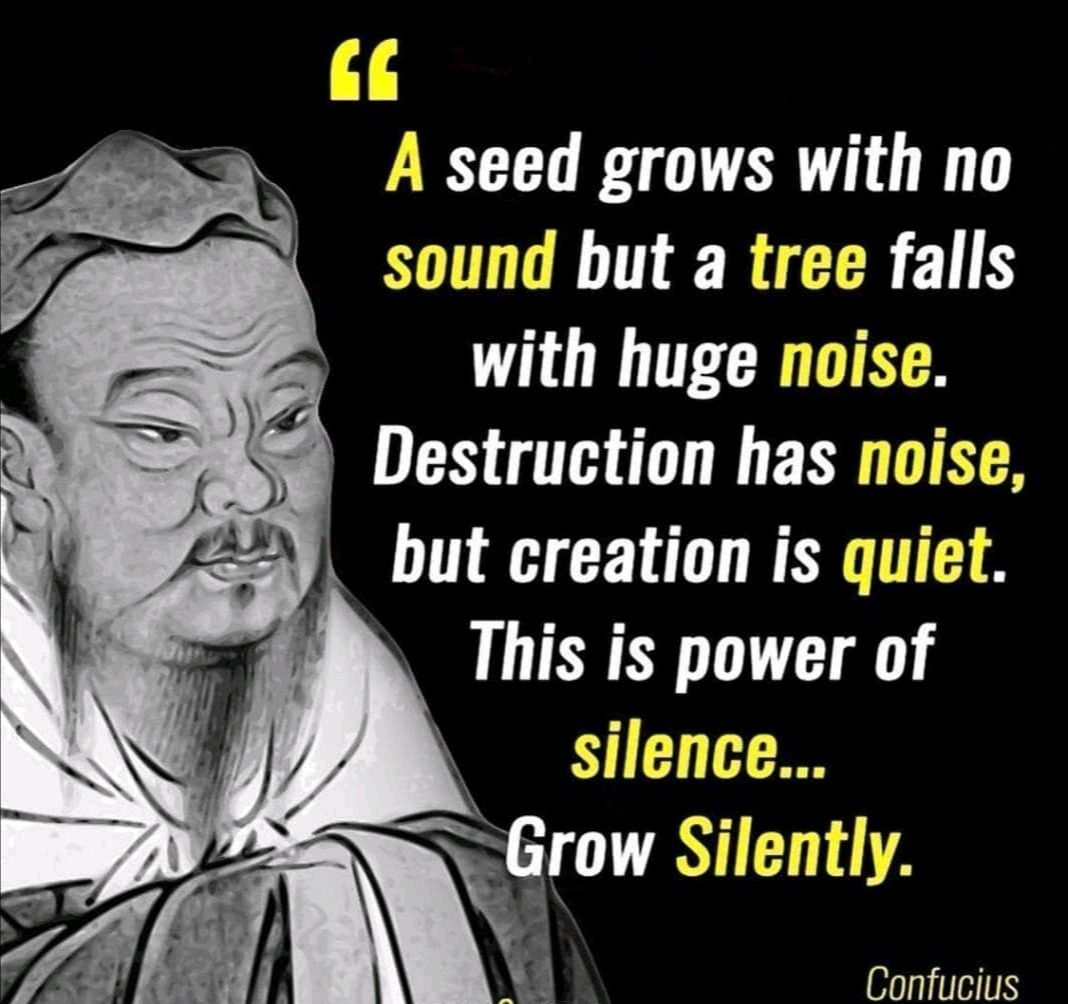 “
A seed grows with no
sound but a tree falls
with huge noise.
Destruction has noise,
but creation is quiet.
This is power of
silence...
Grow Silently.
Confucius